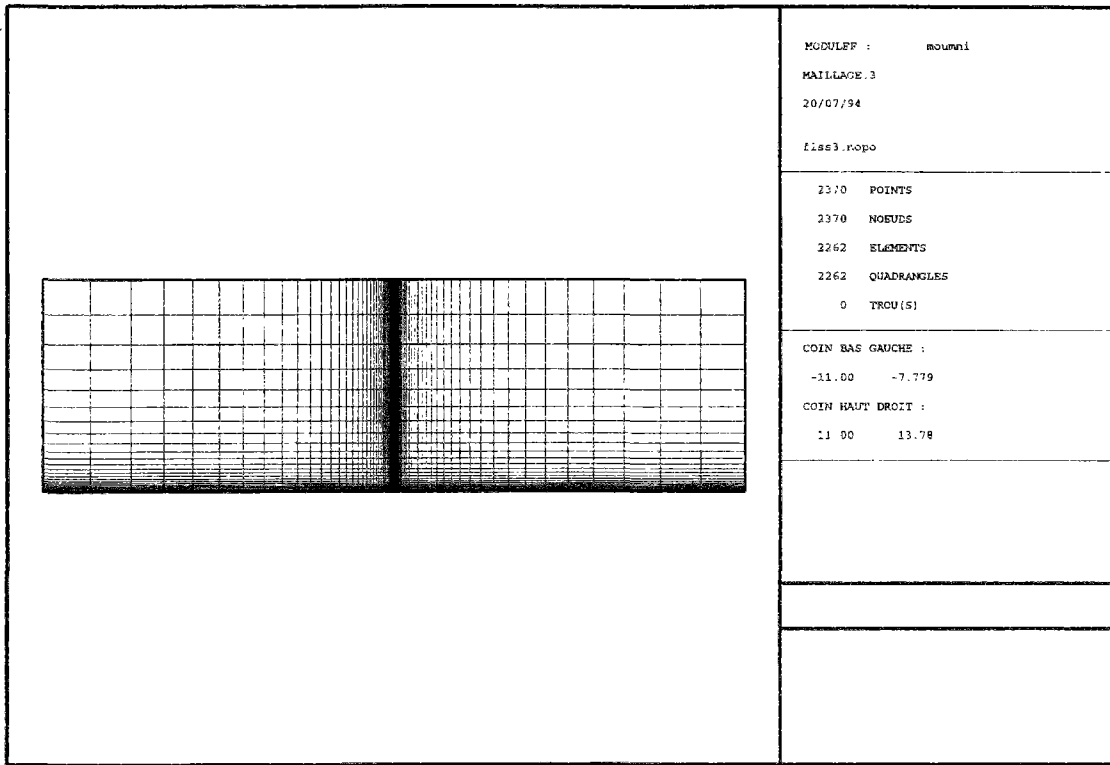 MODULEF : moumni
MAILLAGE.3
20/07/94
fiss3.nopo
2370 POINTS
2370 NOEUDS
2262 ELEMENTS
2262 QUADRANGLES
0 TROU(S)
COIN BAS GAUCHE :
-11.00 -7.779
COIN HAUT DROIT :
11.00 13.78